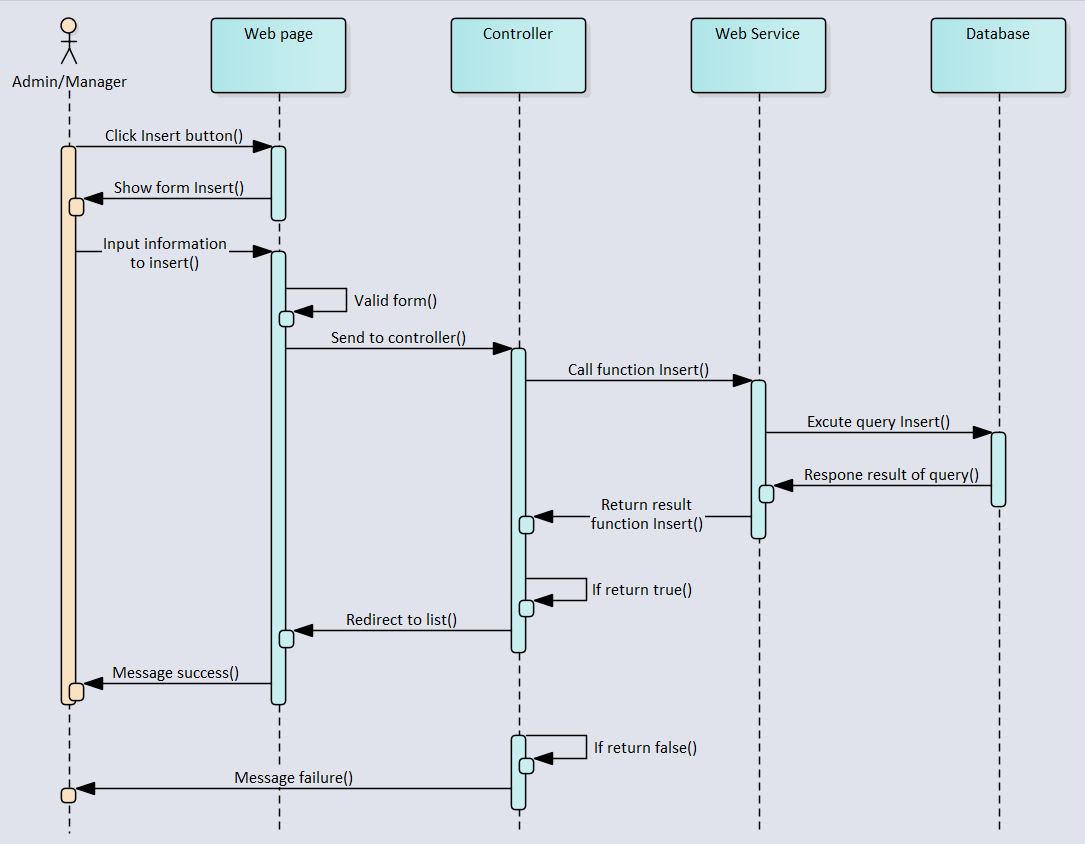 Web page
Controller
Web Service
Database
Admin/Manager
Click Insert button()
Show form Insert()
Input information
to insert()
Valid form()
Send to controller()
Call function Insert()
Excute query Insert()
Respone result of query()
Return result
function Insert()
If return true()
Redirect to list()
Message success()
If return false()
Message failure()